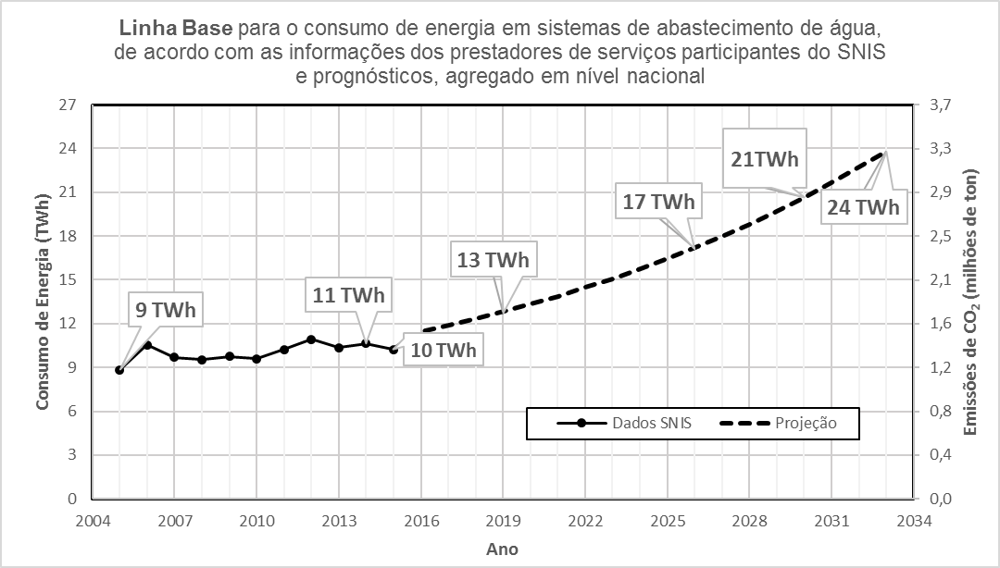 Linha Base para o consumo de energia em sistemas de abastecimento de água,
de acordo com as informações dos prestadores de serviços participantes do SNIS
e prognósticos, agregado em nível nacional
Consumo de Energia (TWh)
27
24
21
18
15
12
9
6
3
0
9 TWh
11 TWh
10 TWh
13 TWh
17 TWh
21TWh
24 TWh
Dados SNIS
Projeção
3,7
3,3
2,9
2,5
2,1
1,6
1,2
0,8
0,4
0,0
Emissões de CO2 (milhões de ton)
2004
2007
2010
2013
2016
2019
2022
2025
2028
2031
2034
Ano